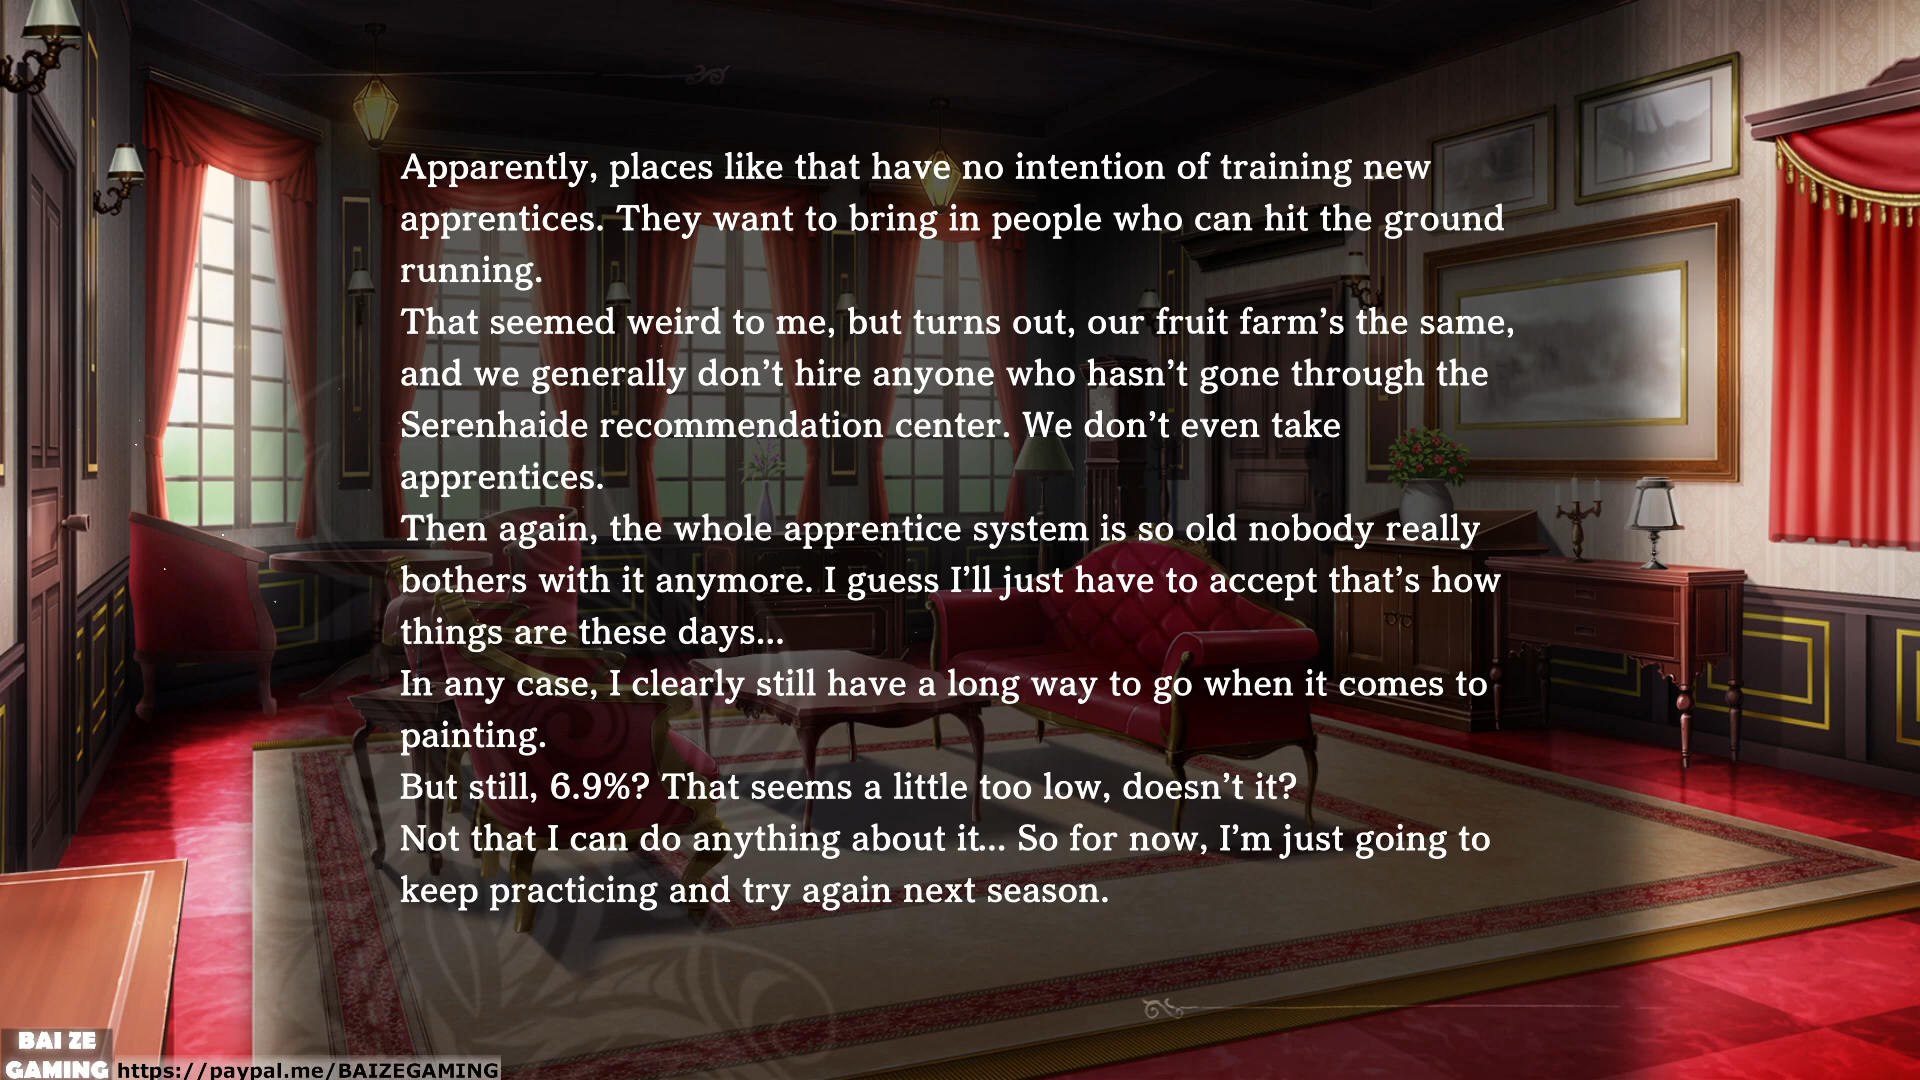 Apparently, places like that have no intention of training new
apprentices. They want to bring in people who can hit the ground
running.
That seemed weird to me, but turns out, our fruit farm’s the same,
and we generally don’t hire anyone who hasn’t gone through the
Serenhaide recommendation center. We don’t even take
apprentices.
Then again, the whole apprentice system is so old nobody really
bothers with it anymore. I guess I’ll just have to accept that’s how
things are these days...
In any case, I clearly still have a long way to go when it comes to
painting.
But still, 6.9%? That seems a little too low, doesn’t it?
Not that I can do anything about it... So for now, I’m just going to
keep practicing and try again next season.
BAI ZE
GAMING https://paypal.me/BAIZEGAMING